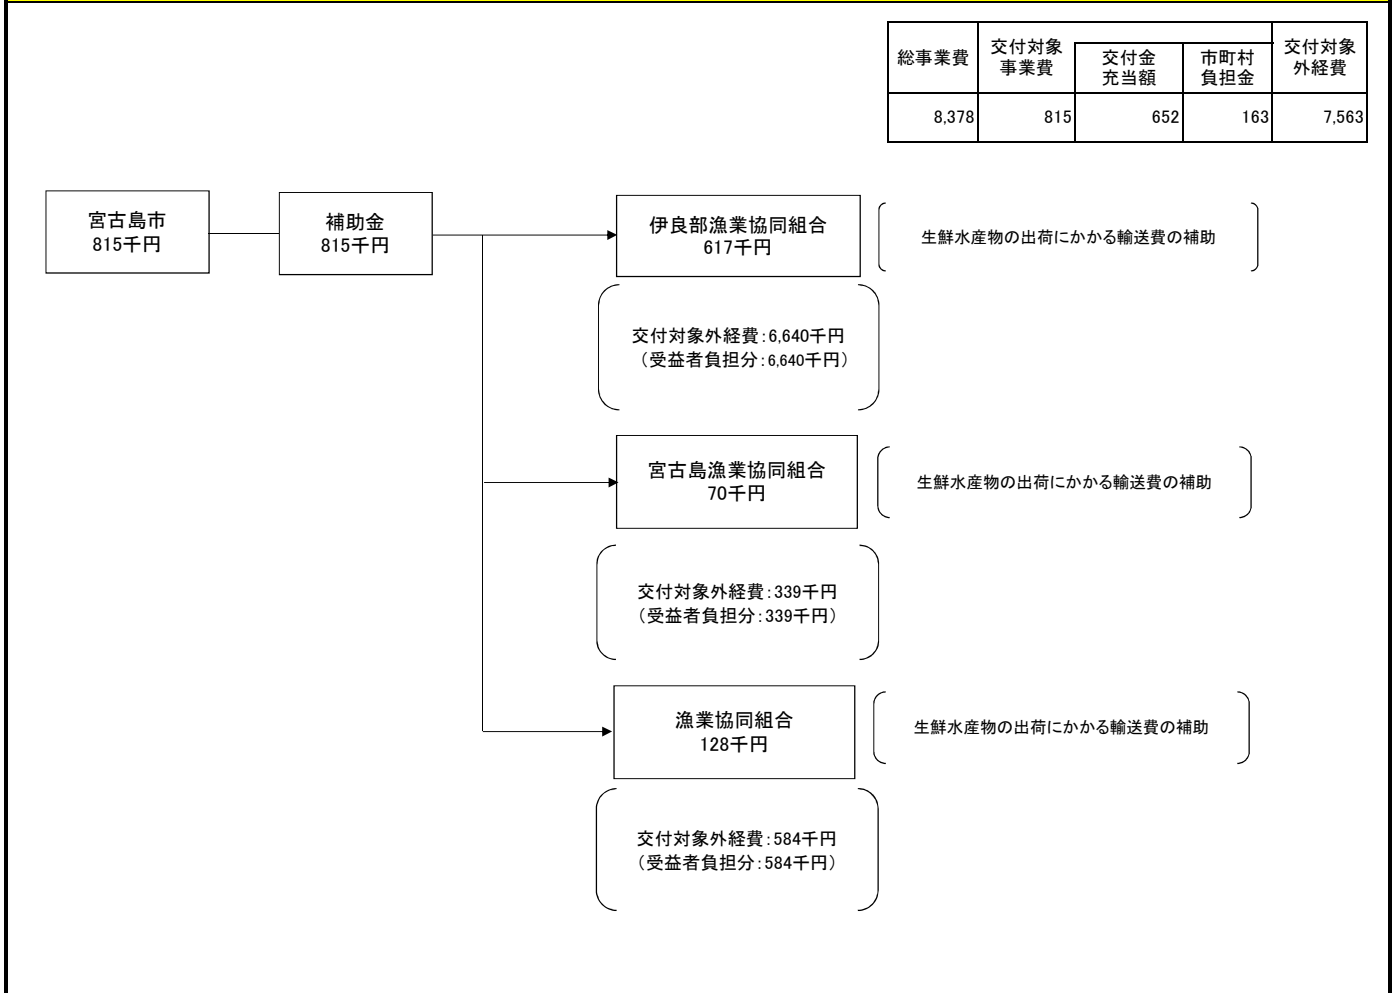 総事業費
交付対象
事業費
交付金
充当額
市町村
負担金
交付対象
外経費
8,378
815
652
163
7,563
宮古島市
815千円
補助金
815千円
伊良部漁業協同組合
617千円
生鮮水産物の出荷にかかる輸送費の補助
交付対象外経費:6,640千円
(受益者負担分:6,640千円)
宮古島漁業協同組合
70千円
生鮮水産物の出荷にかかる輸送費の補助
交付対象外経費:339千円
(受益者負担分:339千円)
漁業協同組合
128千円
生鮮水産物の出荷にかかる輸送費の補助
交付対象外経費:584千円
(受益者負担分:584千円)